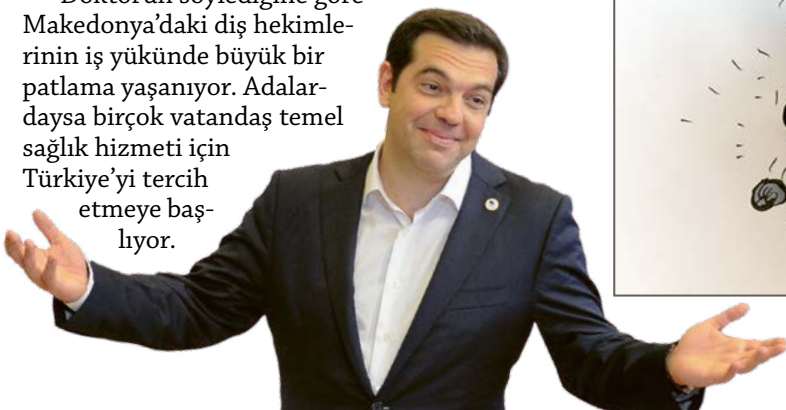 Doktorun söylediğine göre
Makedonya’daki diş hekimle-
rinin iş yükünde büyük bir
patlama yaşanıyor. Adalar-
daysa birçok vatandaş temel
sağlık hizmeti için
Türkiye’yi tercih
etmeye baş-
lıyor.